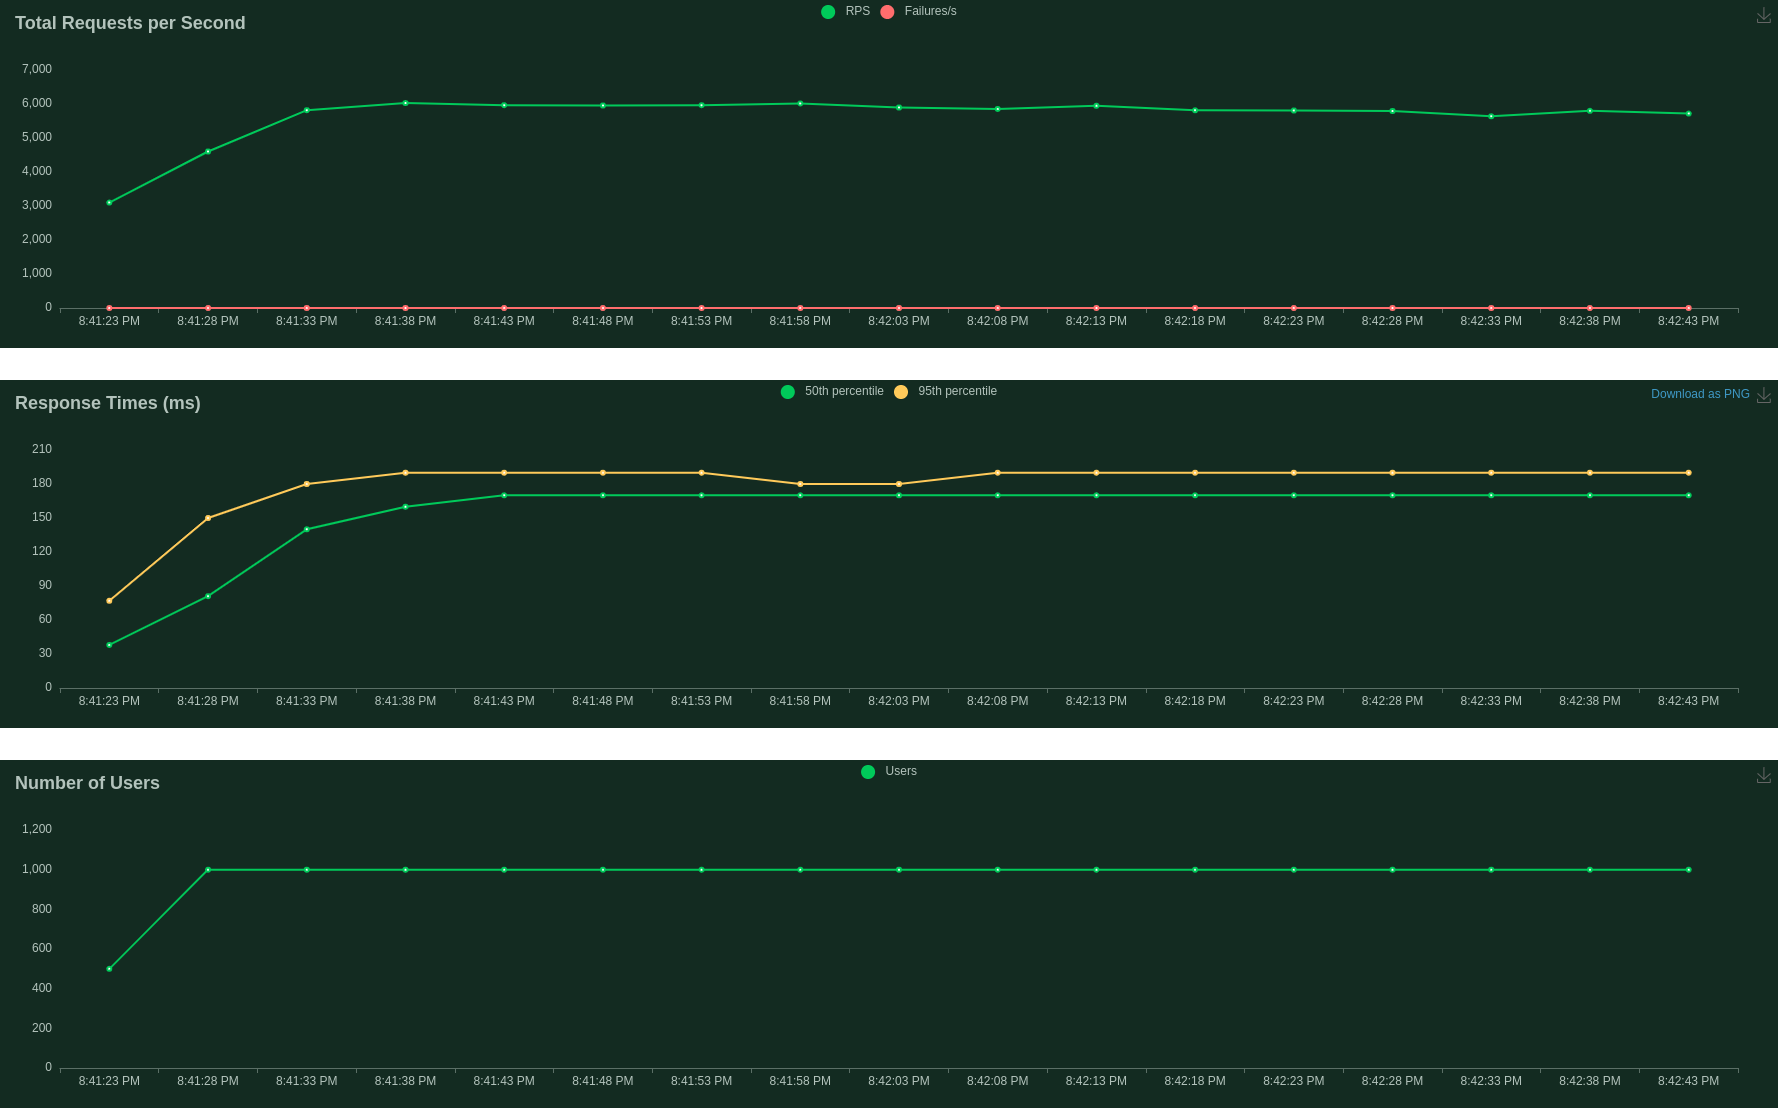 Total Requests per Second
RPS Failures/s
7,000
6,000
5,000
4,000
3,000
2,000
1,000
0
8:41:23 PM 8:41:28 PM 8:41:33 PM 8:41:38 PM 8:41:43 PM 8:41:48 PM 8:41:53 PM 8:41:58 PM 8:42:03 PM 8:42:08 PM 8:42:13 PM 8:42:18 PM 8:42:23 PM 8:42:28 PM 8:42:33 PM 8:42:38 PM 8:42:43 PM
Response Times (ms)
50th percentile 95th percentile
Download as PNG
210
180
150
120
90
60
30
0
8:41:23 PM 8:41:28 PM 8:41:33 PM 8:41:38 PM 8:41:43 PM 8:41:48 PM 8:41:53 PM 8:41:58 PM 8:42:03 PM 8:42:08 PM 8:42:13 PM 8:42:18 PM 8:42:23 PM 8:42:28 PM 8:42:33 PM 8:42:38 PM 8:42:43 PM
Number of Users
Users
1,200
1,000
800
600
400
200
0
8:41:23 PM 8:41:28 PM 8:41:33 PM 8:41:38 PM 8:41:43 PM 8:41:48 PM 8:41:53 PM 8:41:58 PM 8:42:03 PM 8:42:08 PM 8:42:13 PM 8:42:18 PM 8:42:23 PM 8:42:28 PM 8:42:33 PM 8:42:38 PM 8:42:43 PM